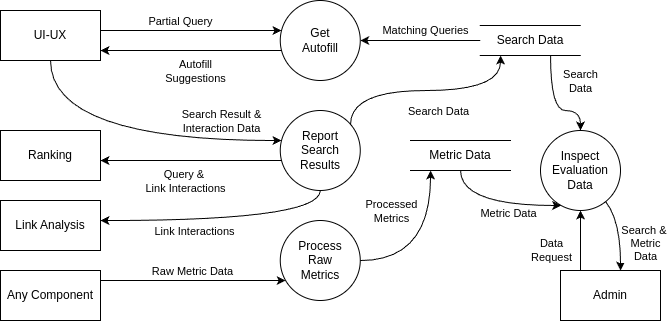 UI-UX
Partial Query
Get
Autofill
Matching Queries
Search Data
Autofill
Suggestions
Search
Data
Search Result &
Interaction Data
Search Data
Ranking
Report
Search
Results
Metric Data
Inspect
Evaluation
Data
Query &
Link Interactions
Processed
Metrics
Metric Data
Link Analysis
Link Interactions
Process
Raw
Metrics
Data
Request
Search &
Metric
Data
Any Component
Raw Metric Data
Admin